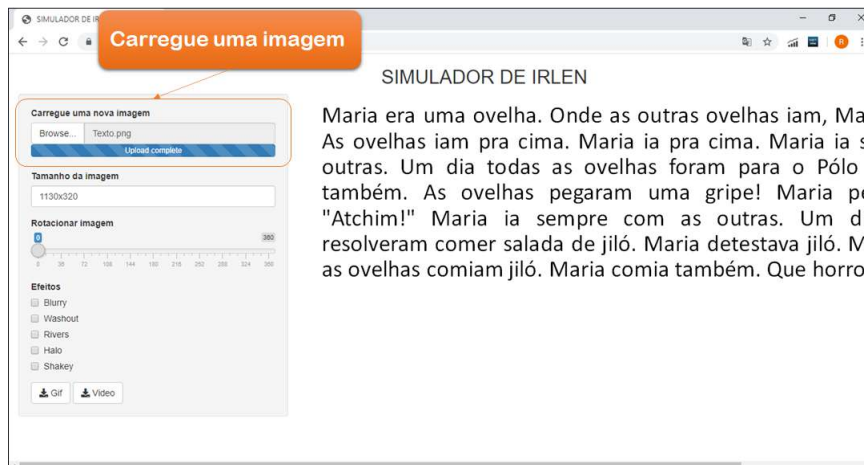 SIMULADOR DE IR
Carregue uma imagem
SIMULADOR DE IRLEN
Carregue uma nova imagem
Browse... Texto.png
Upload complete
Tamanho da imagem
1130x320
Rotacionar imagem
0 360
0 36 72 108 144 180 216 252 288 324 360
Efeitos
Blurry
Washout
Rivers
Halo
Shakey
Gif Video
Maria era uma ovelha. Onde as outras ovelhas iam, Ma
As ovelhas iam pra cima. Maria ia pra cima. Maria ia s
outras. Um dia todas as ovelhas foram para o Pólo
também. As ovelhas pegaram uma gripe! Maria pe
"Atchim!" Maria ia sempre com as outras. Um d
resolveram comer salada de jiló. Maria detestava jiló. M
as ovelhas comiam jiló. Maria comia também. Que horro